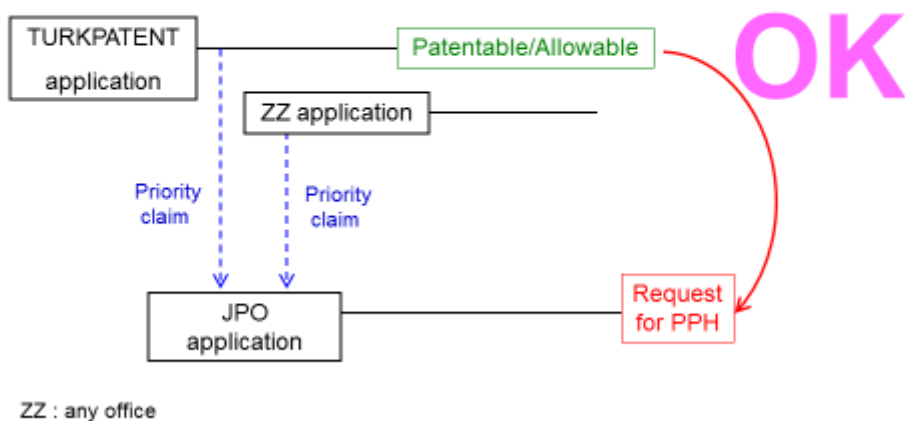 TURKPATENT
application
Patentable/Allowable
OK
ZZ application
Priority
claim
Priority
claim
JPO
application
Request
for PPH
ZZ : any office